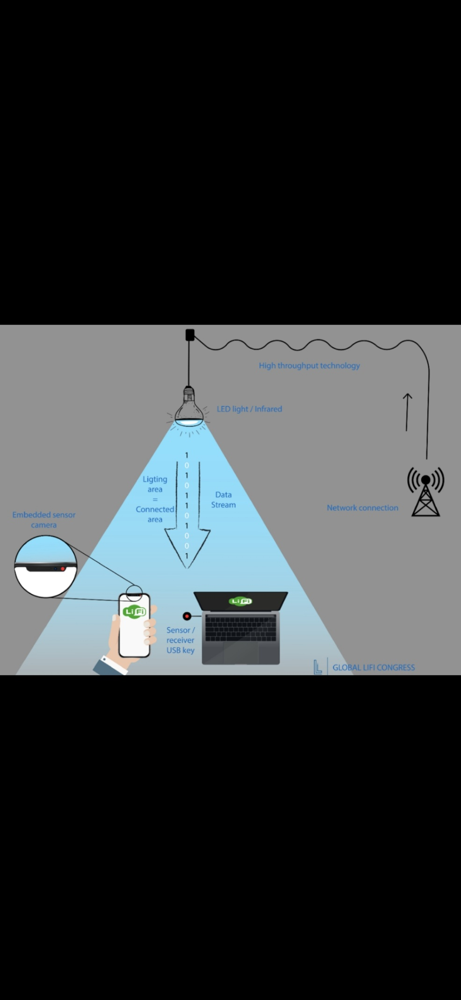 High throughput technology
LED light / Infrared
1
0
1
0
1
1
0
1
0
0
1
Ligting
area
=
Connected
area
Data
Stream
Network connection
Embedded sensor
camera
LiFi
LiFi
Sensor /
receiver
USB key
GLOBAL LIFI CONGRESS